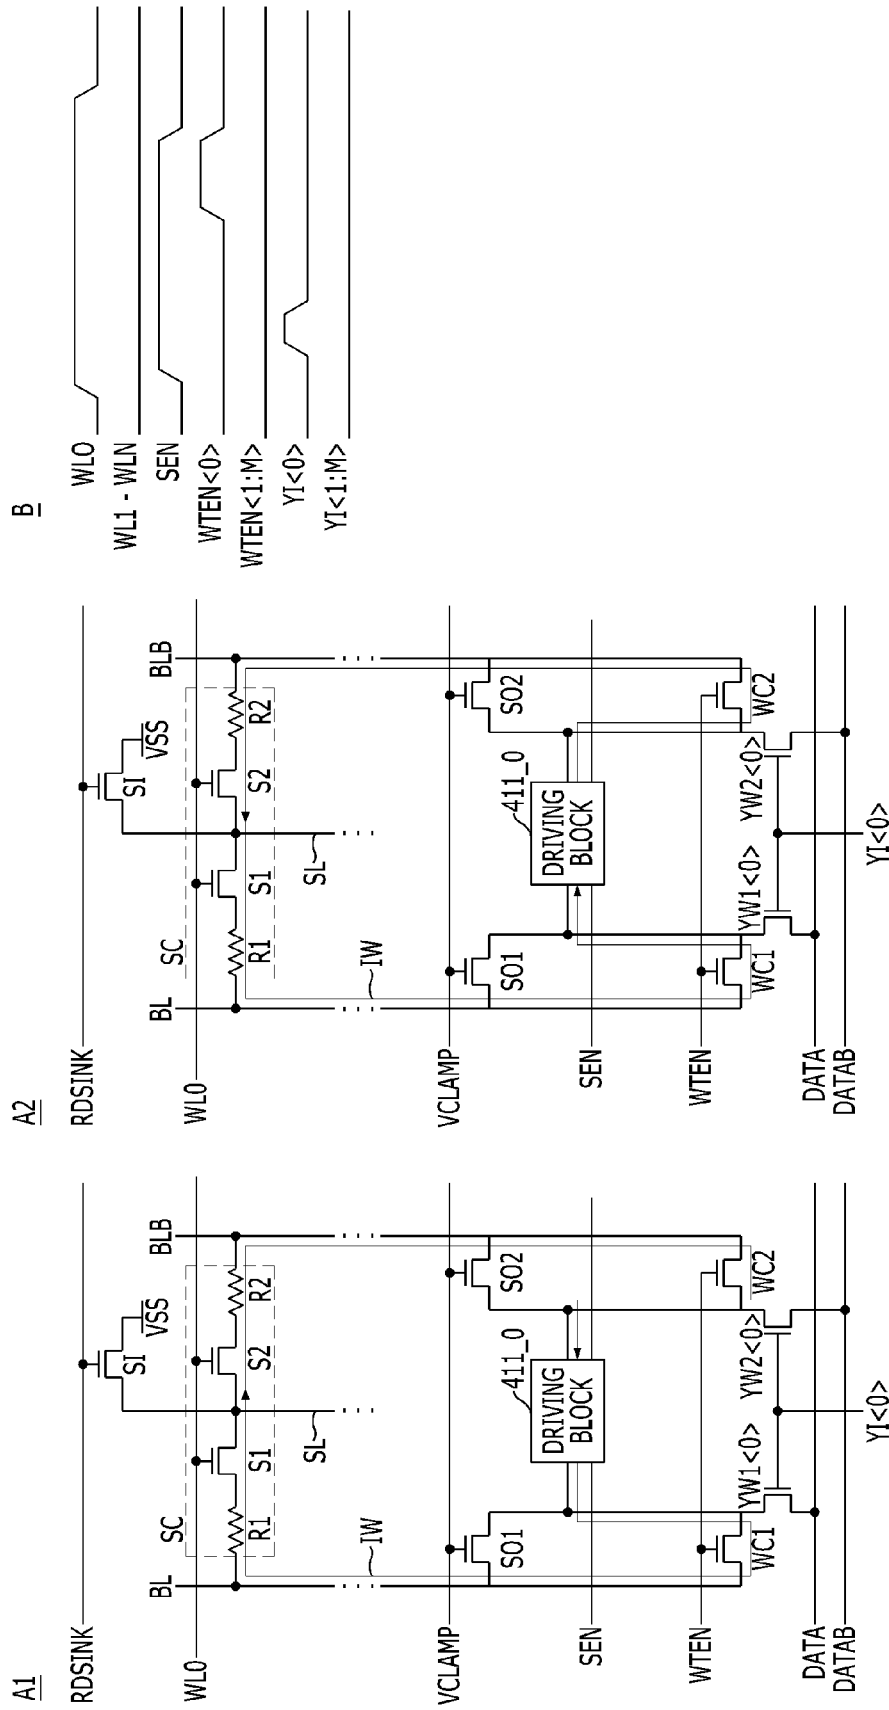 A1
RDSINK
SI
VSS
WL0
BL
SC
BLB
R1
S1
S2
R2
SL
IW
VCLAMP
SO1
SO2
411_0
DRIVING
BLOCK
SEN
WTEN
WC1
WC2
YW1<0>
YW2<0>
DATA
DATAB
YI<0>
A2
RDSINK
SI
VSS
WL0
BL
SC
BLB
R1
S1
S2
R2
SL
IW
VCLAMP
SO1
SO2
411_0
DRIVING
BLOCK
SEN
WTEN
WC1
WC2
YW1<0>
YW2<0>
DATA
DATAB
YI<0>
B
WLO
WL1 - WLN
SEN
WTEN<0>
WTEN<1:M>
YI<0>
YI<1:M>